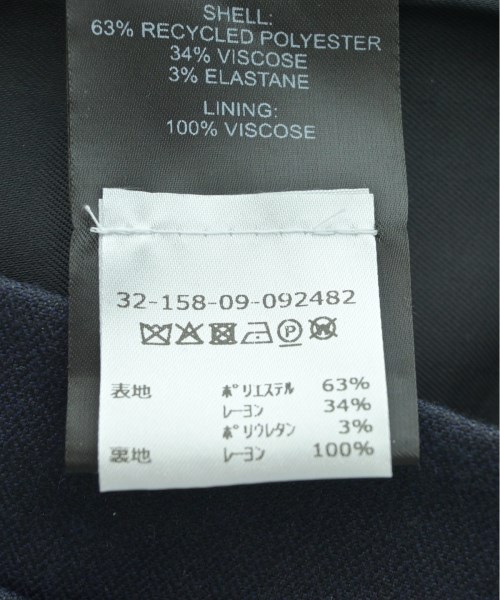 SHELL:
63% RECYCLED POLYESTER
34% VISCOSE
3% ELASTANE
LINING:
100% VISCOSE
32-158-09-092482
表地 ポリエステル 63%
レーヨン 34%
ポリウレタン 3%
裏地 レーヨン 100%